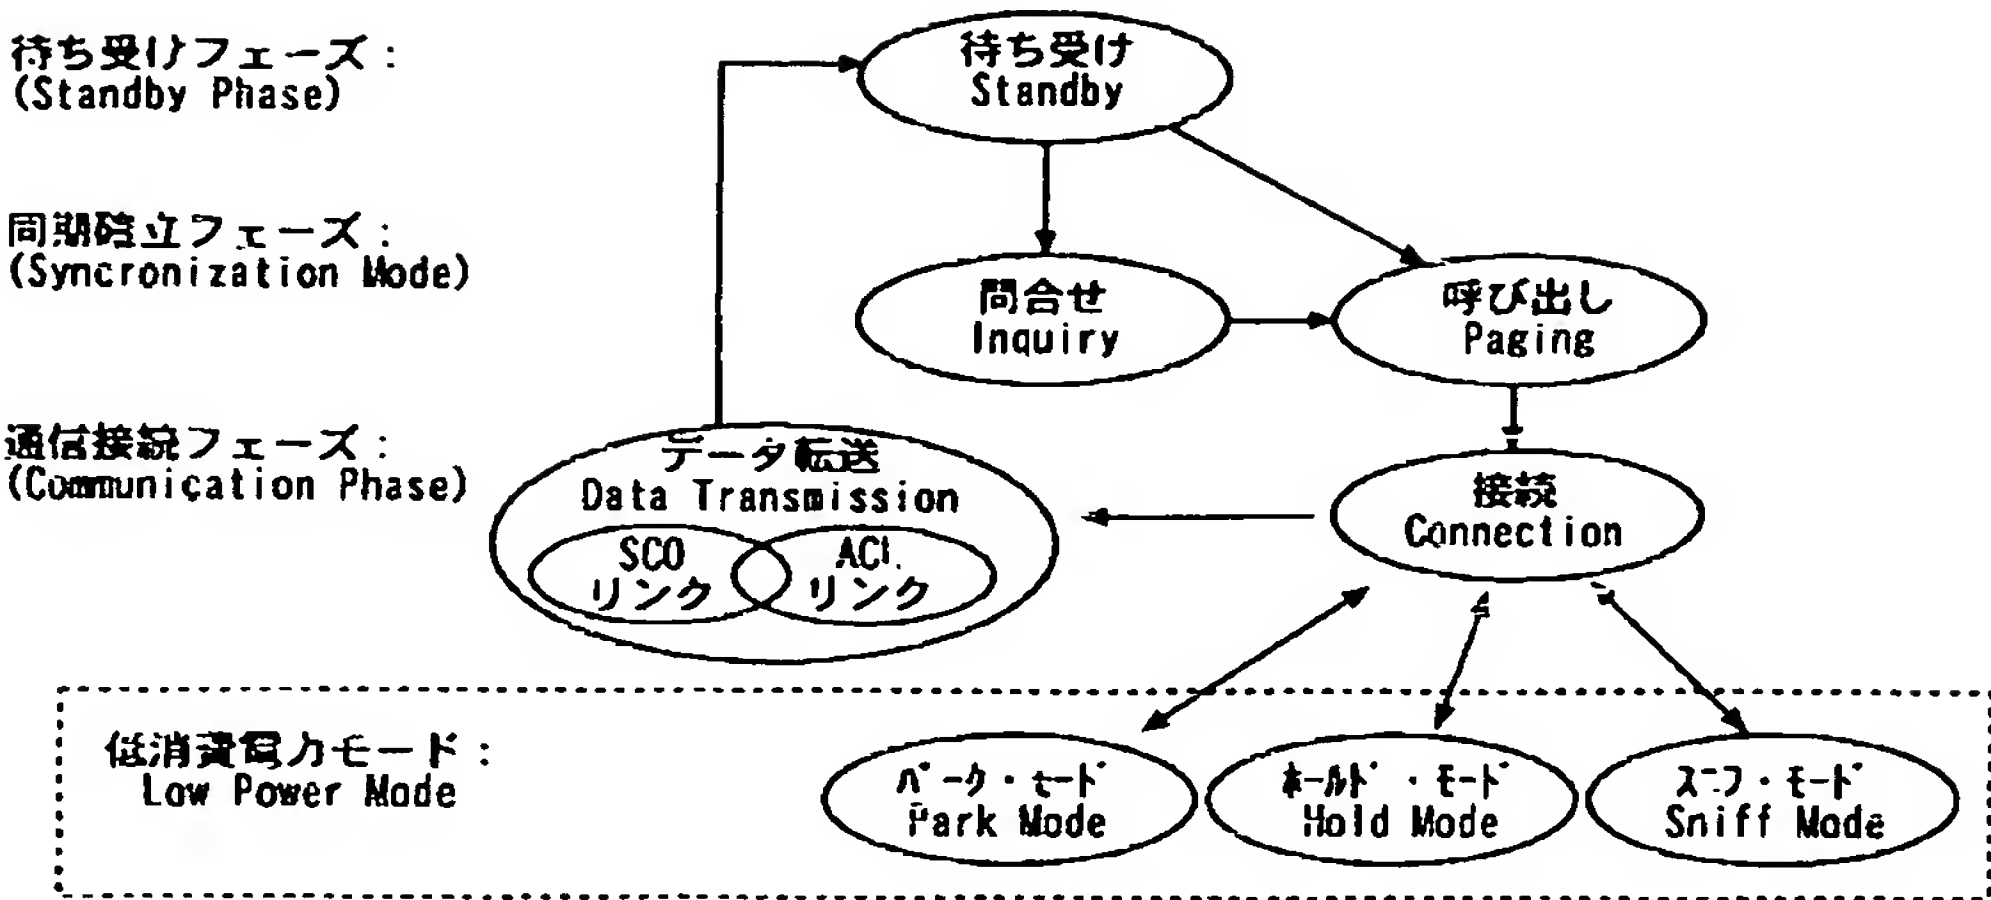 待ち受けフェーズ：
(Standby Phase)
待ち受け
Standby
同期確立フェーズ：
(Syncronization Mode)
問合せ
Inquiry
呼び出し
Paging
通信接続フェーズ：
(Communication Phase)
データ転送
Data Transmission
SCO
リンク
ACL
リンク
接続
Connection
低消費電力モード：
Low Power Mode
パーク・モード
Park Mode
ホールド・モード
Hold Mode
スニフ・モード
Sniff Mode